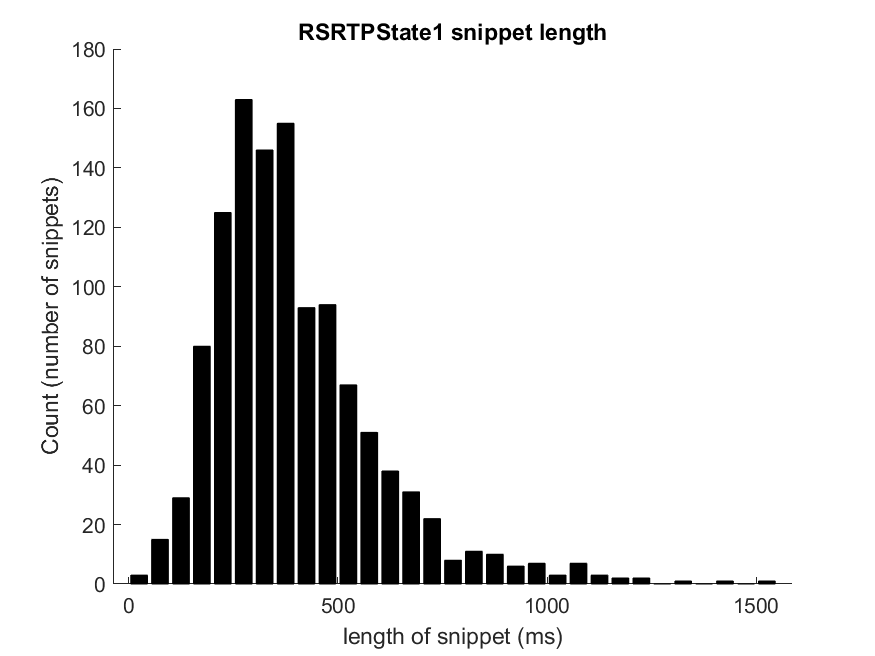 RSRTPState1 snippet length
180
160
140
120
100
80
60
40
20
0
Count (number of snippets)
0 500 1000 1500
length of snippet (ms)